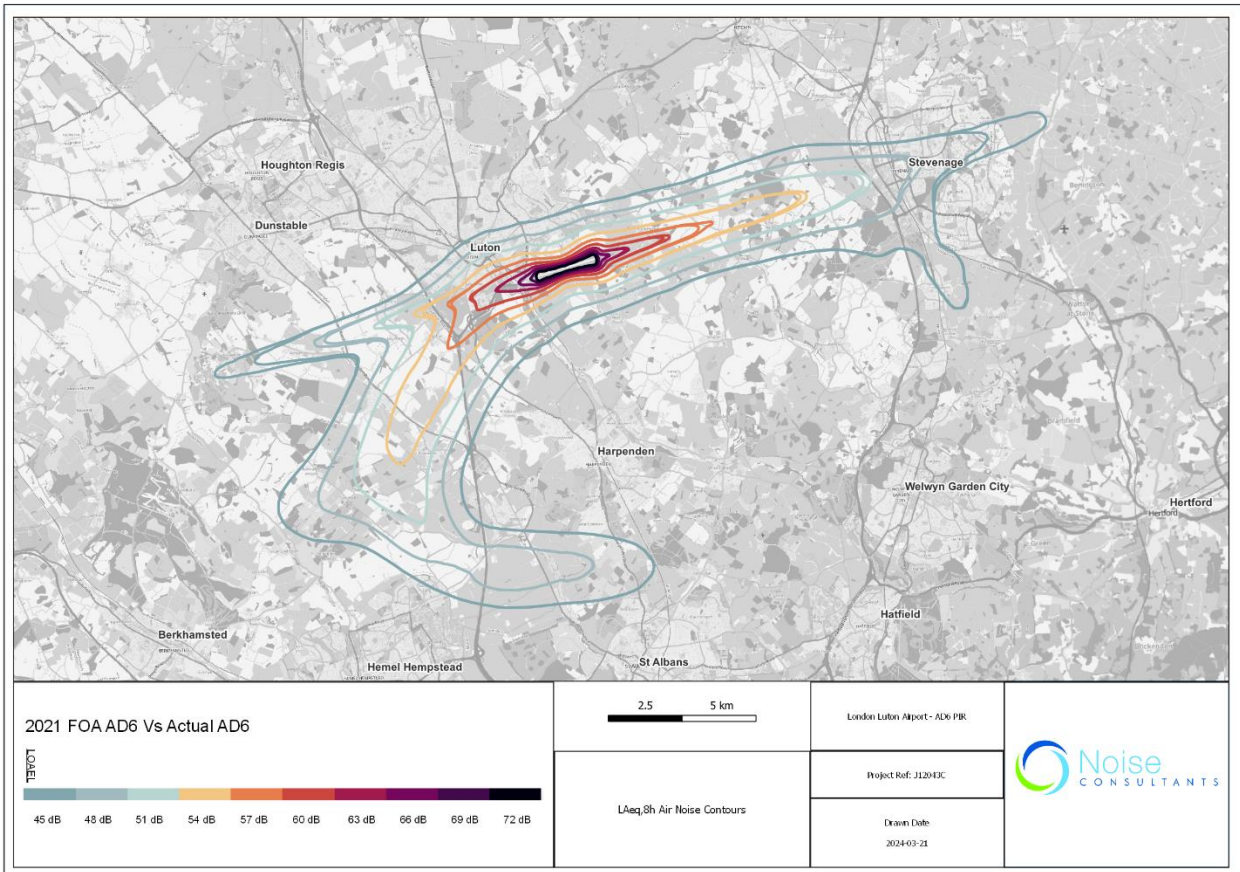 Houghton Regis
Stevenage
Dunstable
Luton
Harpenden
Welwyn Garden City
Hertford
Hertford
Hatfield
Berkhamsted
St Albans
Hemel Hempstead
2021 FOA AD6 Vs Actual AD6
LOAEL
45 dB 48 dB 51 dB 54 dB 57 dB 60 dB 63 dB 66 dB 69 dB 72 dB
2.5 5 km
LAeq,8h Air Noise Contours
London Luton Airport - AD6 PIR
Project Ref: J12043C
Drawn Date
2024-03-21
Noise
CONSULTANTS